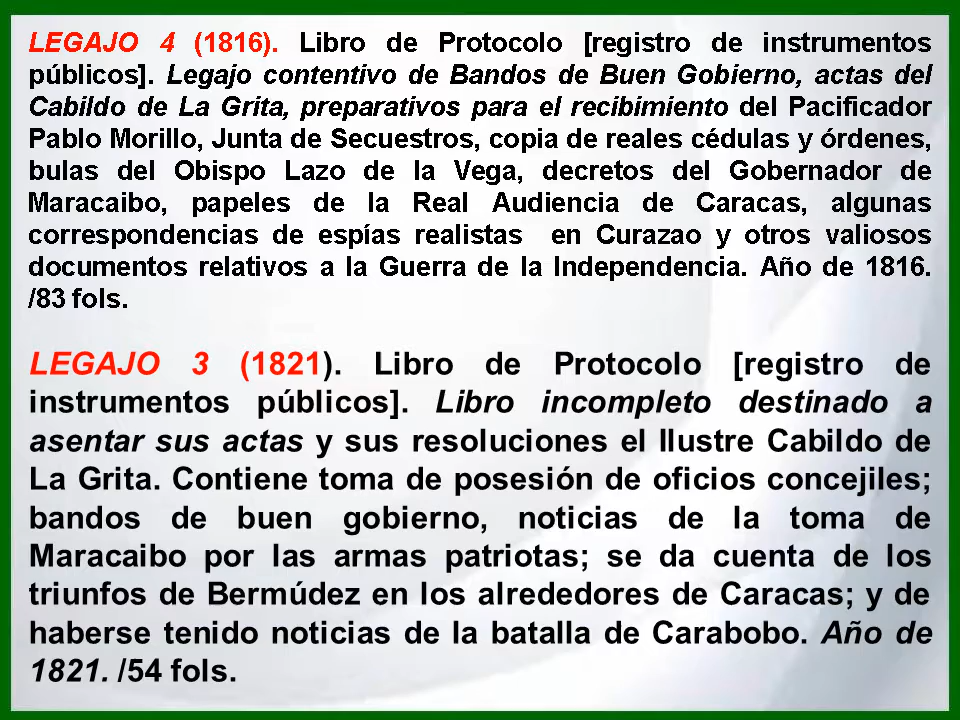 LEGAJO 4 (1816). Libro de Protocolo [registro de instrumentos
públicos]. Legajo contentivo de Bandos de Buen Gobierno, actas del
Cabildo de La Grita, preparativos para el recibimiento del Pacificador
Pablo Morillo, Junta de Secuestros, copia de reales cédulas y órdenes,
bulas del Obispo Lazo de la Vega, decretos del Gobernador de
Maracaibo, papeles de la Real Audiencia de Caracas, algunas
correspondencias de espías realistas en Curazao y otros valiosos
documentos relativos a la Guerra de la Independencia. Año de 1816.
/83 fols.
LEGAJO 3 (1821). Libro de Protocolo [registro de
instrumentos públicos]. Libro incompleto destinado a
asentar sus actas y sus resoluciones el Ilustre Cabildo de
La Grita. Contiene toma de posesión de oficios concejiles;
bandos de buen gobierno, noticias de la toma de
Maracaibo por las armas patriotas; se da cuenta de los
triunfos de Bermúdez en los alrededores de Caracas; y de
haberse tenido noticias de la batalla de Carabobo. Año de
1821. /54 fols.